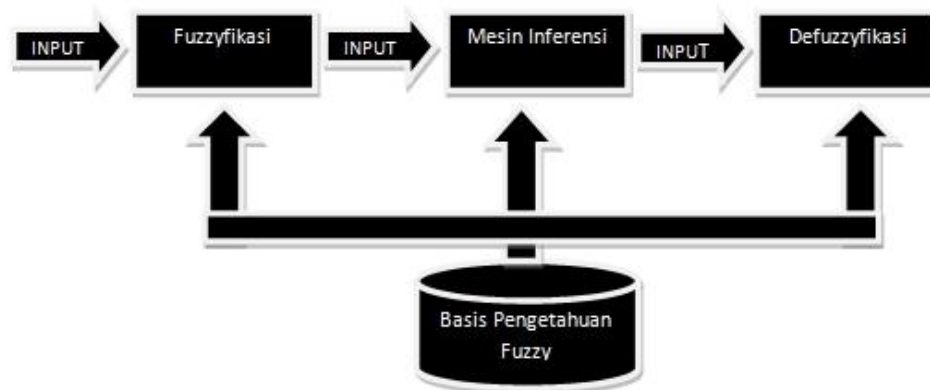 INPUT
Fuzzyfikasi
INPUT
Mesin Inferensi
INPUT
Defuzzyfikasi
Basis Pengetahuan
Fuzzy